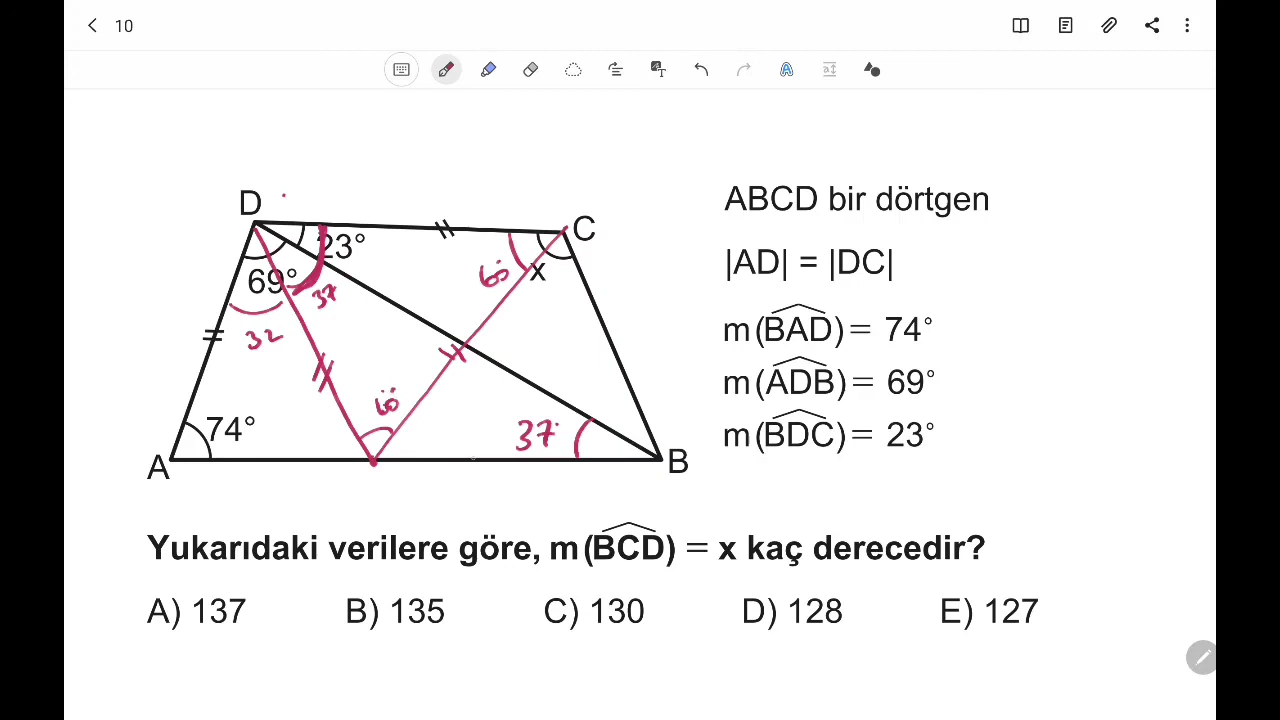 10
D
23°
C
69°
37
60
x
32
60
74°
37
A
B
ABCD bir dörtgen
|AD| = |DC|
m(BAD) = 74°
m(ADB) = 69°
m(BDC) = 23°
Yukarıdaki verilere göre, m(BCD) = x kaç derecedir?
A) 137 B) 135 C) 130 D) 128 E) 127